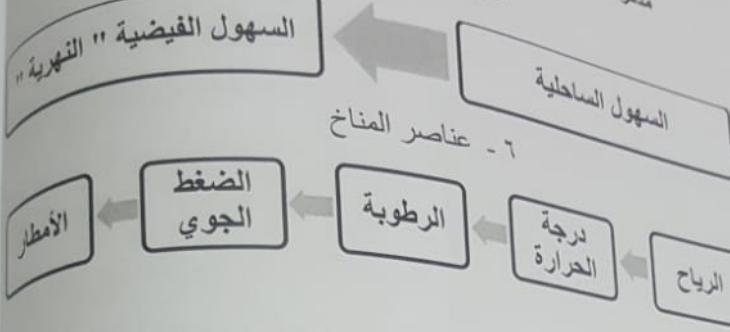 السهول الساحلية
السهول الفيضية " النهرية "
٦ - عناصر المناخ
الرياح
درجة
الحرارة
الرطوبة
الضغط
الجوي
الأمطار